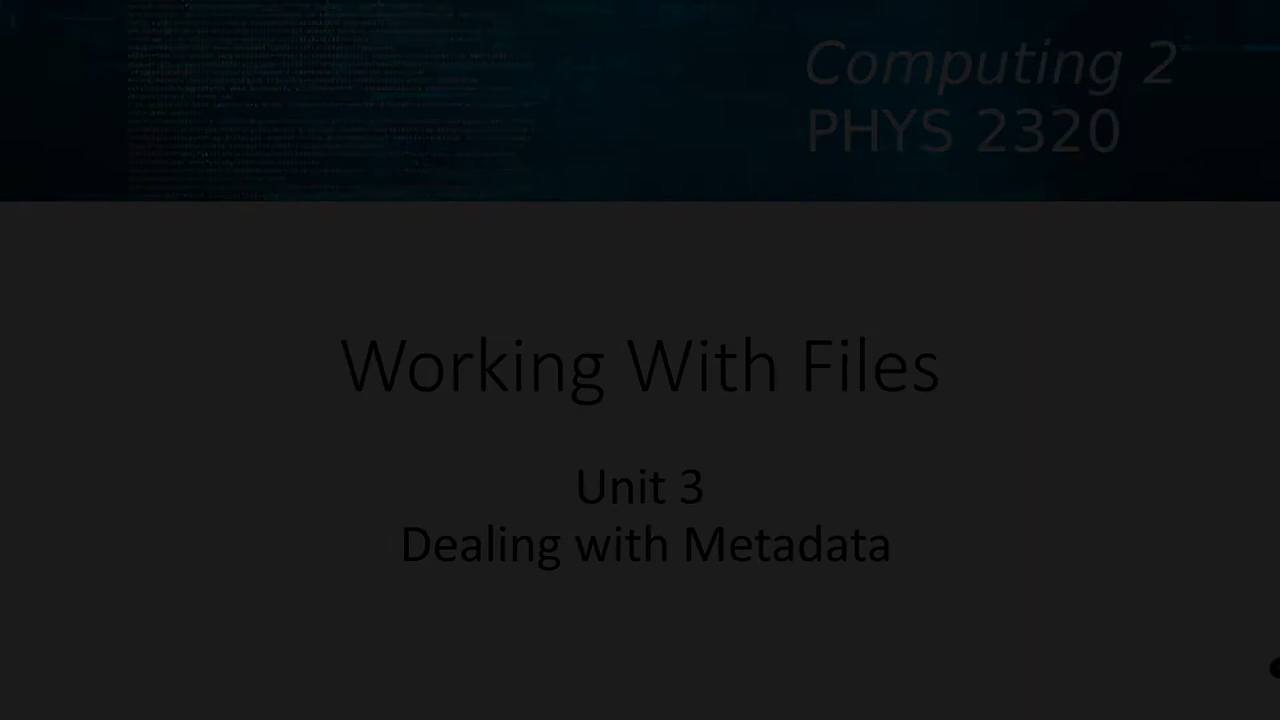 Computing 2
PHYS 2320
Working With Files
Unit 3
Dealing with Metadata